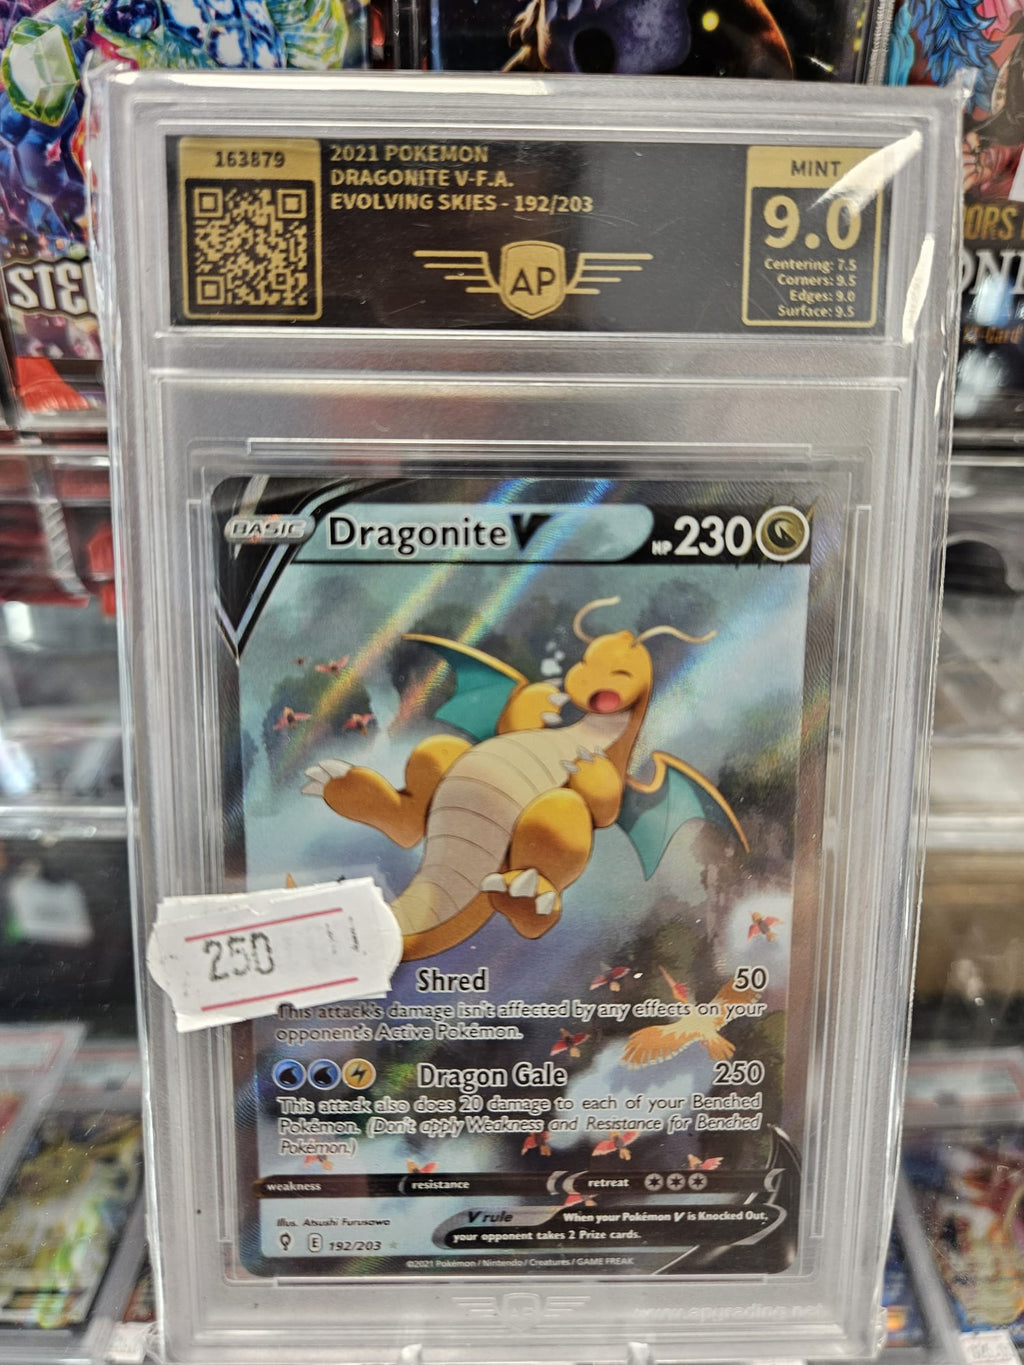 163879
2021 POKEMON
DRAGONITE V-F.A.
EVOLVING SKIES - 192/203
AP
MINT
9.0
Centering: 7.5
Corners: 9.5
Edges: 9.0
Surface: 9.5
STE
ORS
BASIC
Dragonite V
HP 230
250
Shred 50
This attack's damage isn't affected by any effects on your
opponent's Active Pokémon.
Dragon Gale 250
This attack also does 20 damage to each of your Benched
Pokémon. (Don't apply Weakness and Resistance for Benched
Pokémon.)
weakness resistance retreat
Illus. Atsushi Furusawa
V rule When your Pokémon V is Knocked Out,
your opponent takes 2 Prize cards.
E 192/203
©2021 Pokémon / Nintendo / Creatures / GAME FREAK
AP
www.apgrading.net